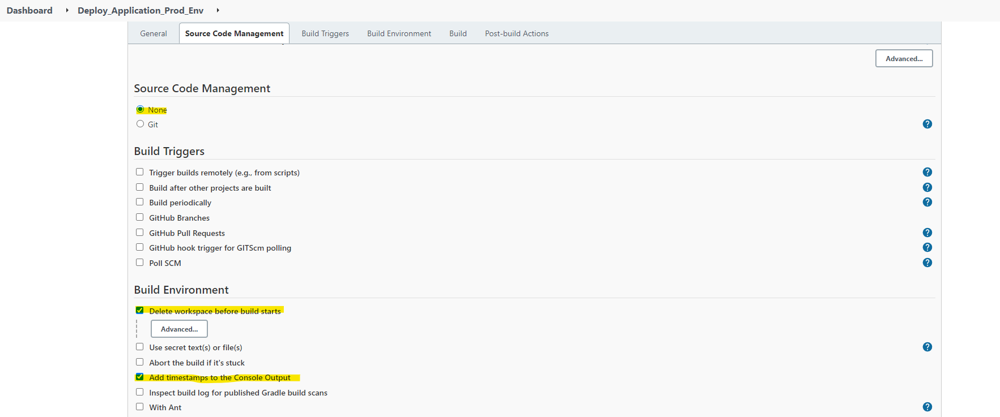 Dashboard Deploy_Application_Prod_Env
General Source Code Management Build Triggers Build Environment Build Post-build Actions
Advanced...
Source Code Management
None
Git
?
Build Triggers
Trigger builds remotely (e.g., from scripts) ?
Build after other projects are built ?
Build periodically ?
GitHub Branches
GitHub Pull Requests ?
GitHub hook trigger for GITScm polling ?
Poll SCM ?
Build Environment
Delete workspace before build starts
Advanced...
Use secret text(s) or file(s) ?
Abort the build if it's stuck
Add timestamps to the Console Output
Inspect build log for published Gradle build scans
With Ant ?